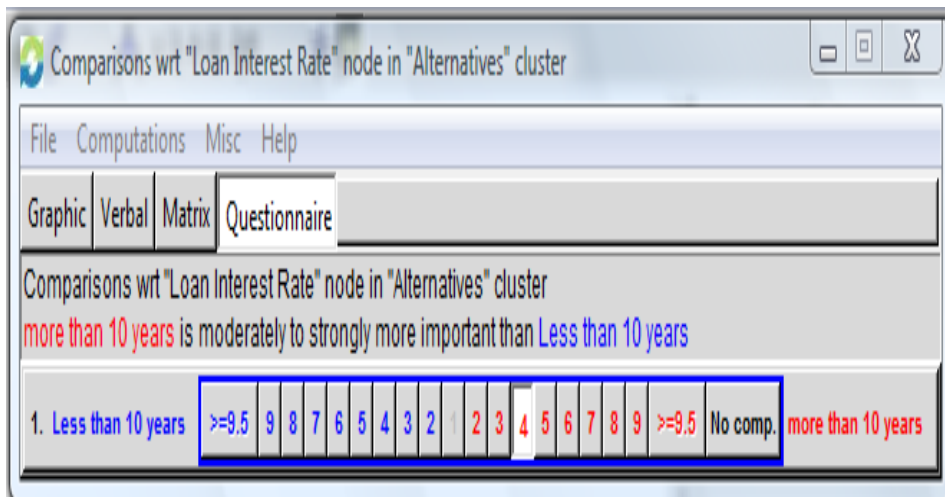 Comparisons wrt "Loan Interest Rate" node in "Alternatives" cluster
File Computations Misc Help
Graphic Verbal Matrix Questionnaire
Comparisons wrt "Loan Interest Rate" node in "Alternatives" cluster
more than 10 years is moderately to strongly more important than Less than 10 years
1. Less than 10 years >=9.5 9 8 7 6 5 4 3 2 1 2 3 4 5 6 7 8 9 >=9.5 No comp. more than 10 years